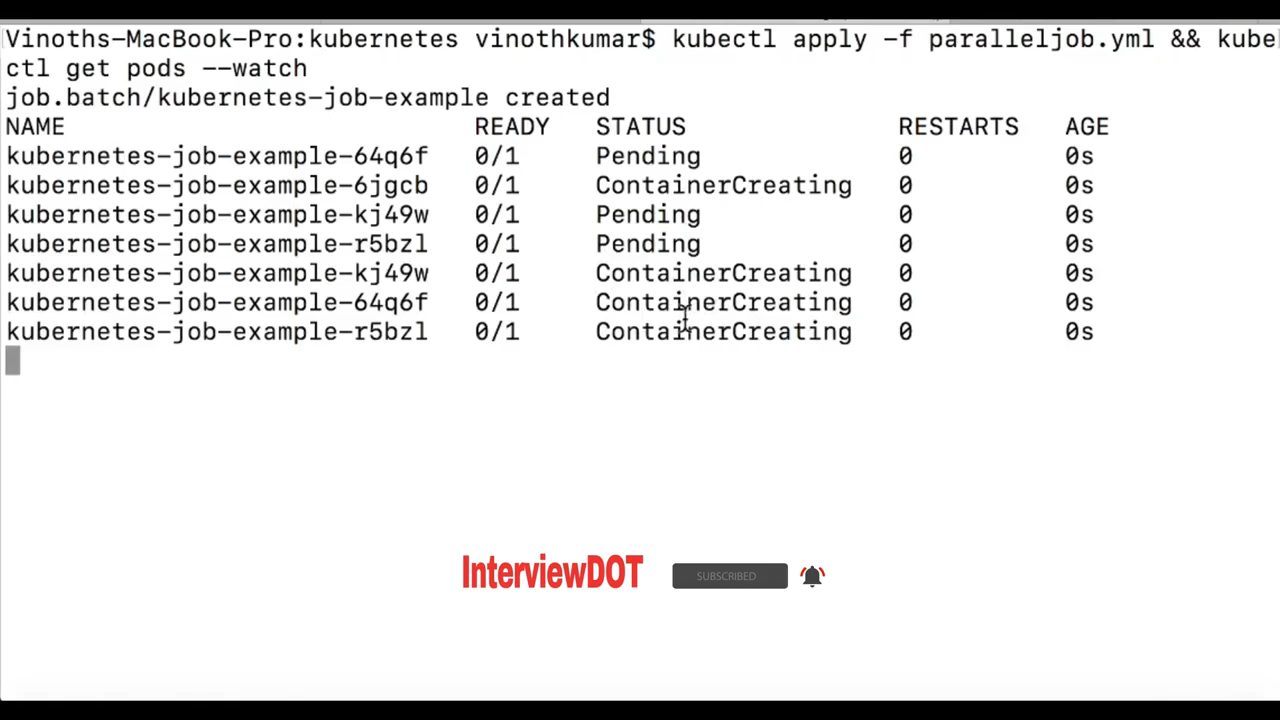 Vinoths-MacBook-Pro:kubernetes vinothkumar$ kubectl apply -f paralleljob.yml && kube
ctl get pods --watch
job.batch/kubernetes-job-example created
NAME READY STATUS RESTARTS AGE
kubernetes-job-example-64q6f 0/1 Pending 0 0s
kubernetes-job-example-6jgcb 0/1 ContainerCreating 0 0s
kubernetes-job-example-kj49w 0/1 Pending 0 0s
kubernetes-job-example-r5bzl 0/1 Pending 0 0s
kubernetes-job-example-kj49w 0/1 ContainerCreating 0 0s
kubernetes-job-example-64q6f 0/1 ContainerCreating 0 0s
kubernetes-job-example-r5bzl 0/1 ContainerCreating 0 0s
InterviewDOT SUBSCRIBED